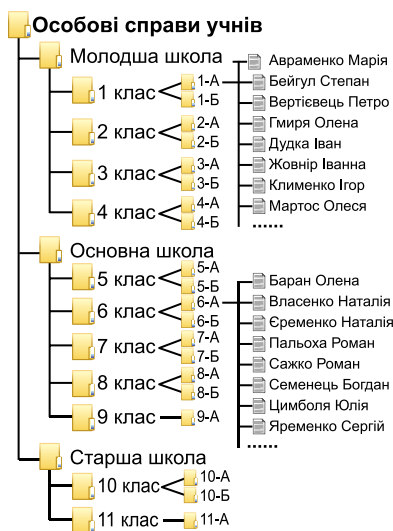 Особові справи учнів
Молодша школа
1 клас
1-А
1-Б
2 клас
2-А
2-Б
3 клас
3-А
3-Б
4 клас
4-А
4-Б
Авраменко Марія
Бейгул Степан
Вертієвець Петро
Гмиря Олена
Дудка Іван
Жовнір Іванна
Клименко Ігор
Мартос Олеся
......
Основна школа
5 клас
5-А
5-Б
6 клас
6-А
6-Б
7 клас
7-А
7-Б
8 клас
8-А
8-Б
9 клас
9-А
Баран Олена
Власенко Наталія
Єременко Наталія
Пальоха Роман
Сажко Роман
Семенець Богдан
Цимболя Юлія
Яременко Сергій
......
Старша школа
10 клас
10-А
10-Б
11 клас
11-А